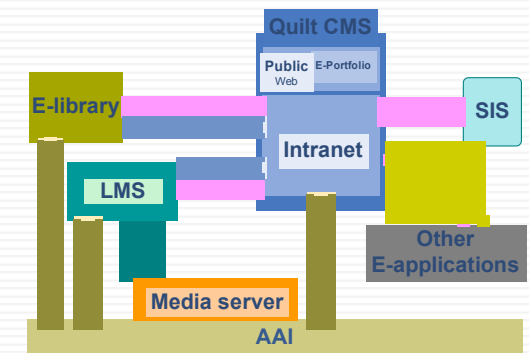 Quilt CMS
Public
Web
E-Portfolio
E-library
SIS
Intranet
LMS
Other
E-applications
Media server
AAI